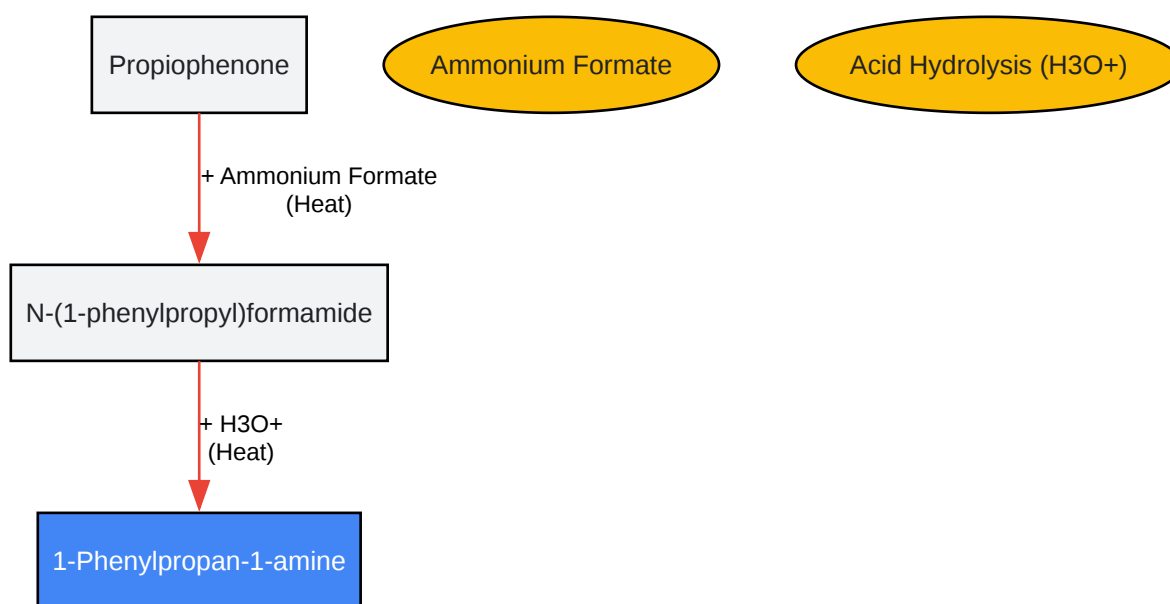 Propiophenone
Ammonium Formate
Acid Hydrolysis (H3O+)
+ Ammonium Formate
(Heat)
N-(1-phenylpropyl)formamide
+ H3O+
(Heat)
1-Phenylpropan-1-amine